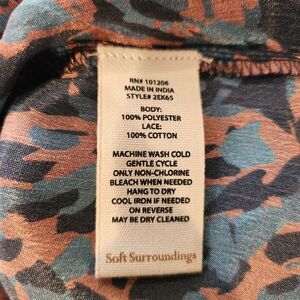 RN# 101206
MADE IN INDIA
STYLE# 2EK65
BODY:
100% POLYESTER
LACE:
100% COTTON
MACHINE WASH COLD
GENTLE CYCLE
ONLY NON-CHLORINE
BLEACH WHEN NEEDED
HANG TO DRY
COOL IRON IF NEEDED
ON REVERSE
MAY BE DRY CLEANED
Soft Surroundings